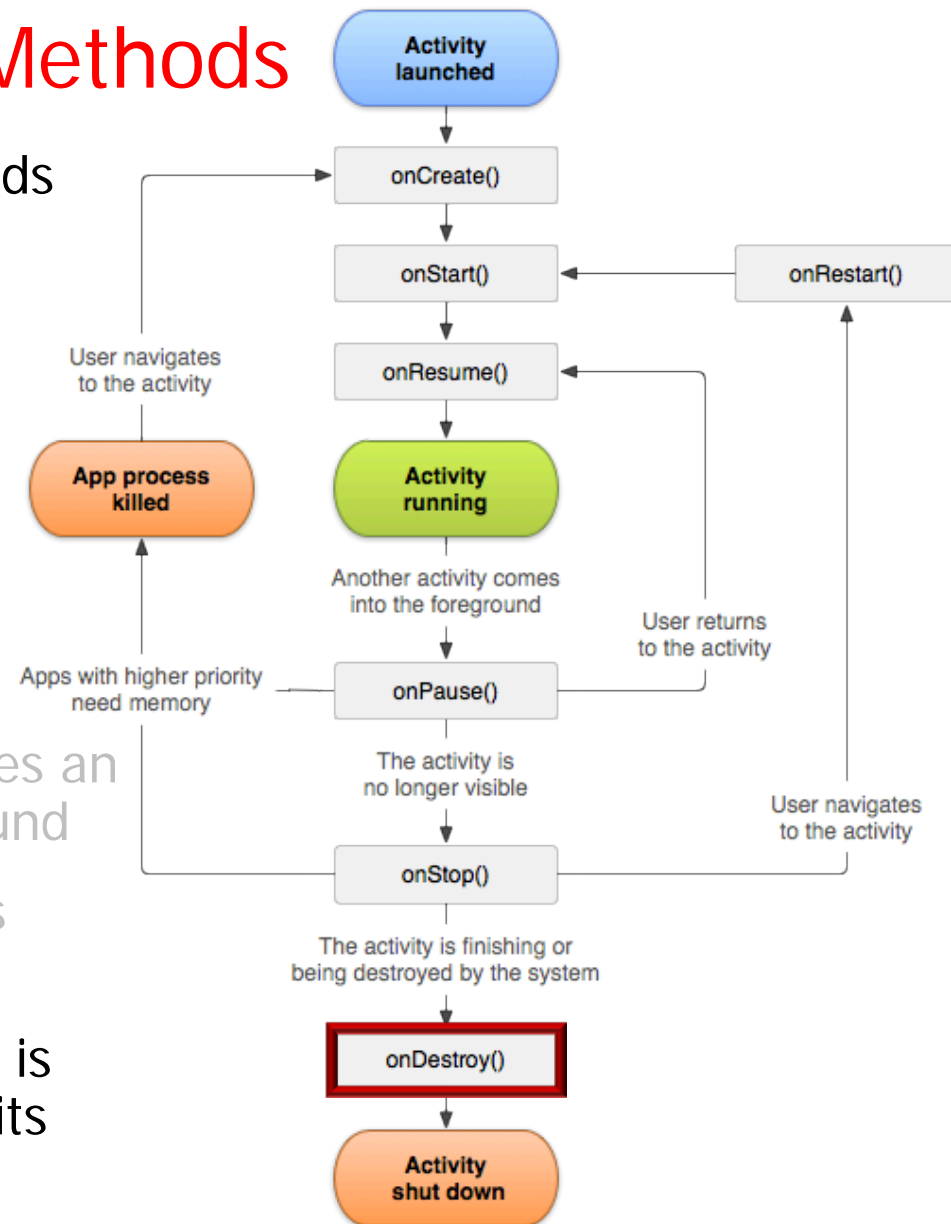 Methods
ds
es an
und
s
is
its
Activity
launched
onCreate()
onStart()
onRestart()
onResume()
User navigates
to the activity
App process
killed
Activity
running
Another activity comes
into the foreground
User returns
to the activity
Apps with higher priority
need memory
onPause()
The activity is
no longer visible
User navigates
to the activity
onStop()
The activity is finishing or
being destroyed by the system
onDestroy()
Activity
shut down